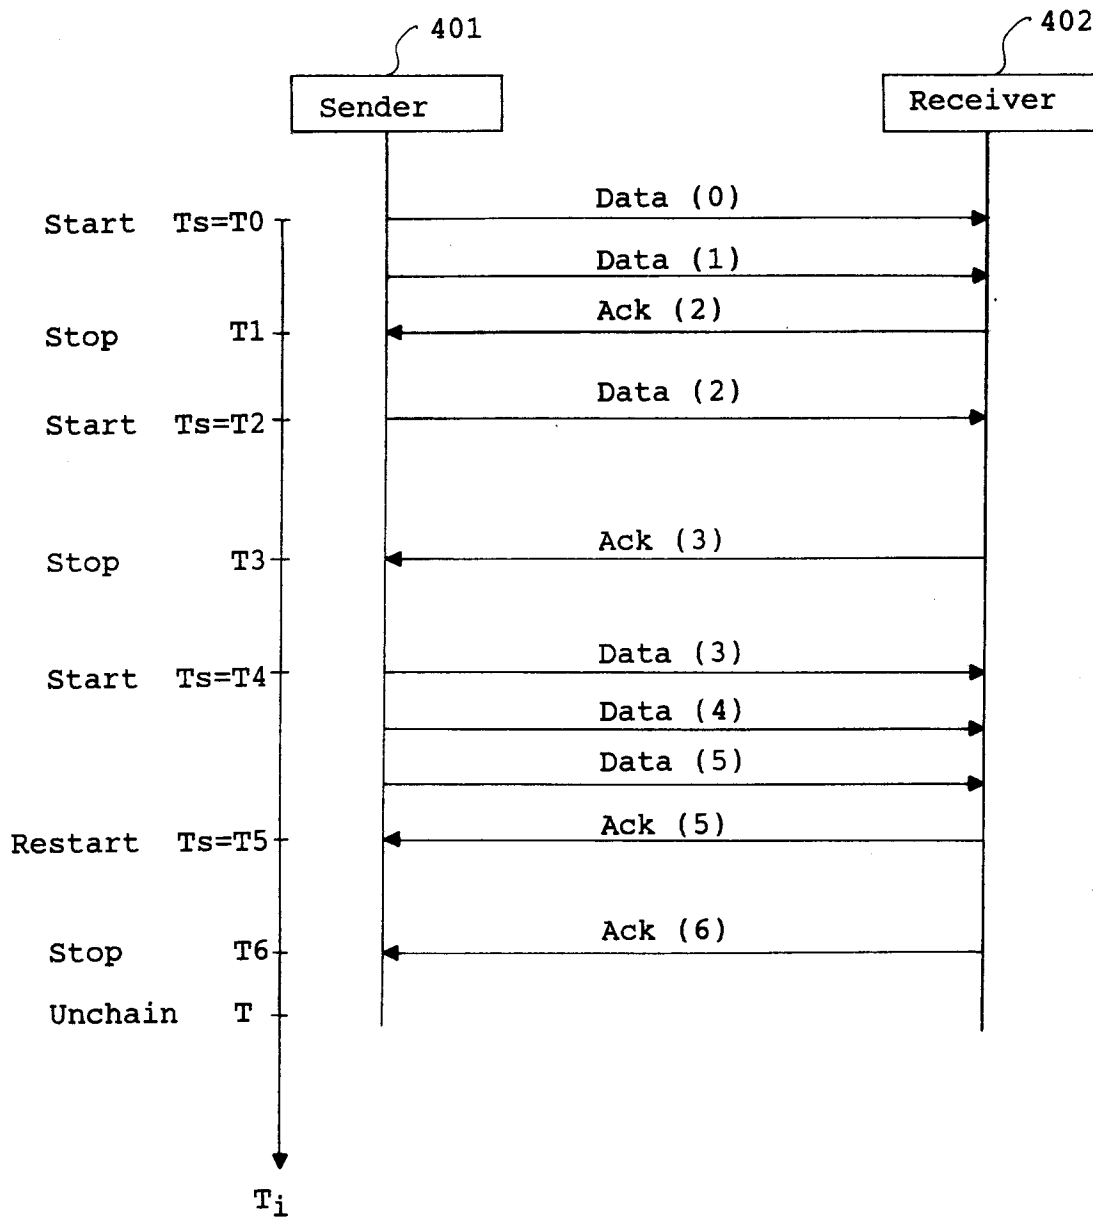 401
402
Sender
Receiver
Data (0)
Start Ts=T0
Data (1)
Ack (2)
Stop T1
Data (2)
Start Ts=T2
Ack (3)
Stop T3
Data (3)
Start Ts=T4
Data (4)
Data (5)
Ack (5)
Restart Ts=T5
Ack (6)
Stop T6
Unchain T
Ti